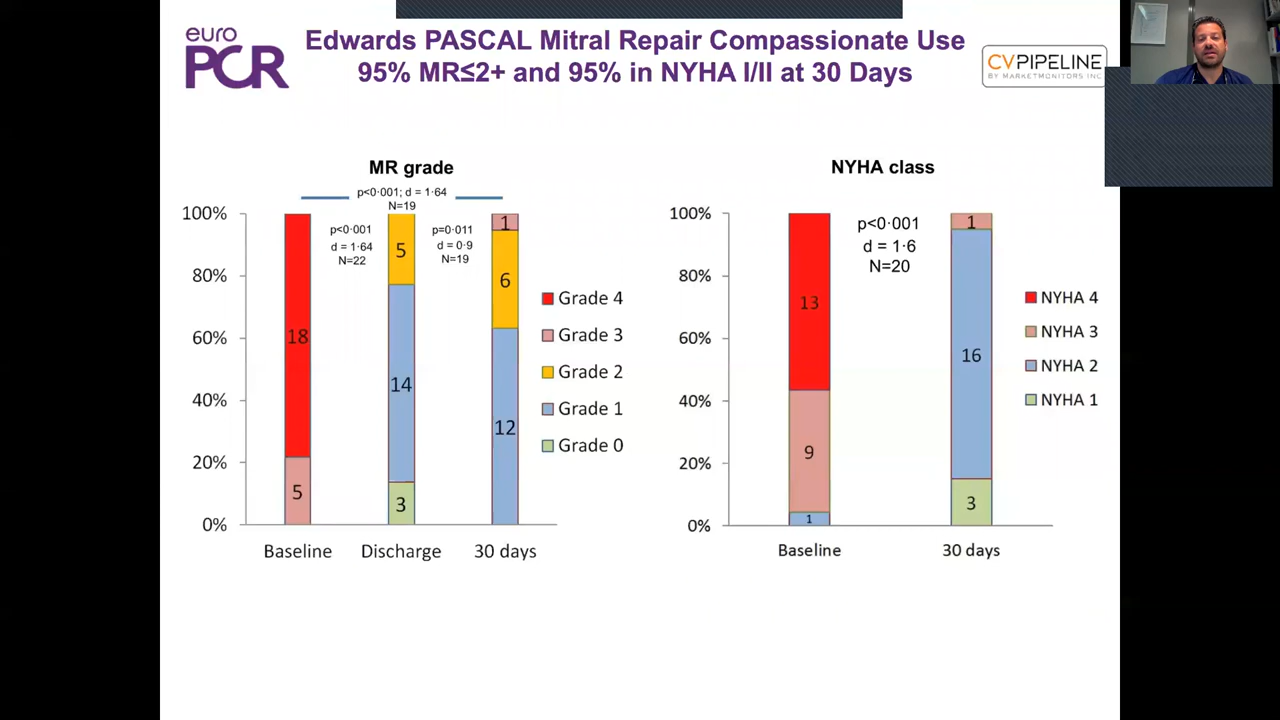 euro
PCR
Edwards PASCAL Mitral Repair Compassionate Use
95% MR≤2+ and 95% in NYHA I/II at 30 Days
CVPIPELINE
BY MARKETMONITORS INC.
MR grade
p<0·001; d = 1·64
N=19
p<0·001
d = 1·64
N=22
p=0·011
d = 0·9
N=19
100%
80%
60%
40%
20%
0%
18
5
5
14
3
1
6
12
Baseline
Discharge
30 days
Grade 4
Grade 3
Grade 2
Grade 1
Grade 0
NYHA class
p<0·001
d = 1·6
N=20
100%
80%
60%
40%
20%
0%
13
9
1
1
16
3
Baseline
30 days
NYHA 4
NYHA 3
NYHA 2
NYHA 1